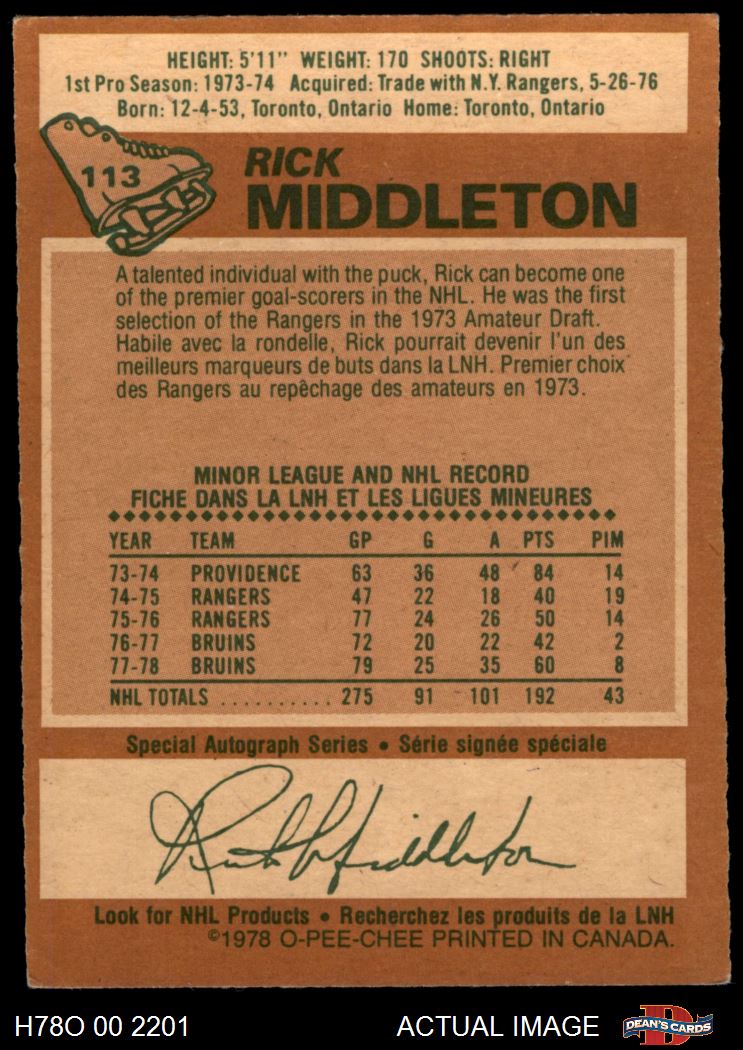 HEIGHT: 5'11" WEIGHT: 170 SHOOTS: RIGHT
1st Pro Season: 1973-74 Acquired: Trade with N.Y. Rangers, 5-26-76
Born: 12-4-53, Toronto, Ontario Home: Toronto, Ontario
113
RICK
MIDDLETON
A talented individual with the puck, Rick can become one
of the premier goal-scorers in the NHL. He was the first
selection of the Rangers in the 1973 Amateur Draft.
Habile avec la rondelle, Rick pourrait devenir l'un des
meilleurs marqueurs de buts dans la LNH. Premier choix
des Rangers au repêchage des amateurs en 1973.
MINOR LEAGUE AND NHL RECORD
FICHE DANS LA LNH ET LES LIGUES MINEURES
YEAR TEAM GP G A PTS PIM
73-74 PROVIDENCE 63 36 48 84 14
74-75 RANGERS 47 22 18 40 19
75-76 RANGERS 77 24 26 50 14
76-77 BRUINS 72 20 22 42 2
77-78 BRUINS 79 25 35 60 8
NHL TOTALS .......... 275 91 101 192 43
Special Autograph Series • Série signée spéciale
Rick Middleton
Look for NHL Products • Recherchez les produits de la LNH
©1978 O-PEE-CHEE PRINTED IN CANADA.
H78O 00 2201 ACTUAL IMAGE DEAN'S CARDS